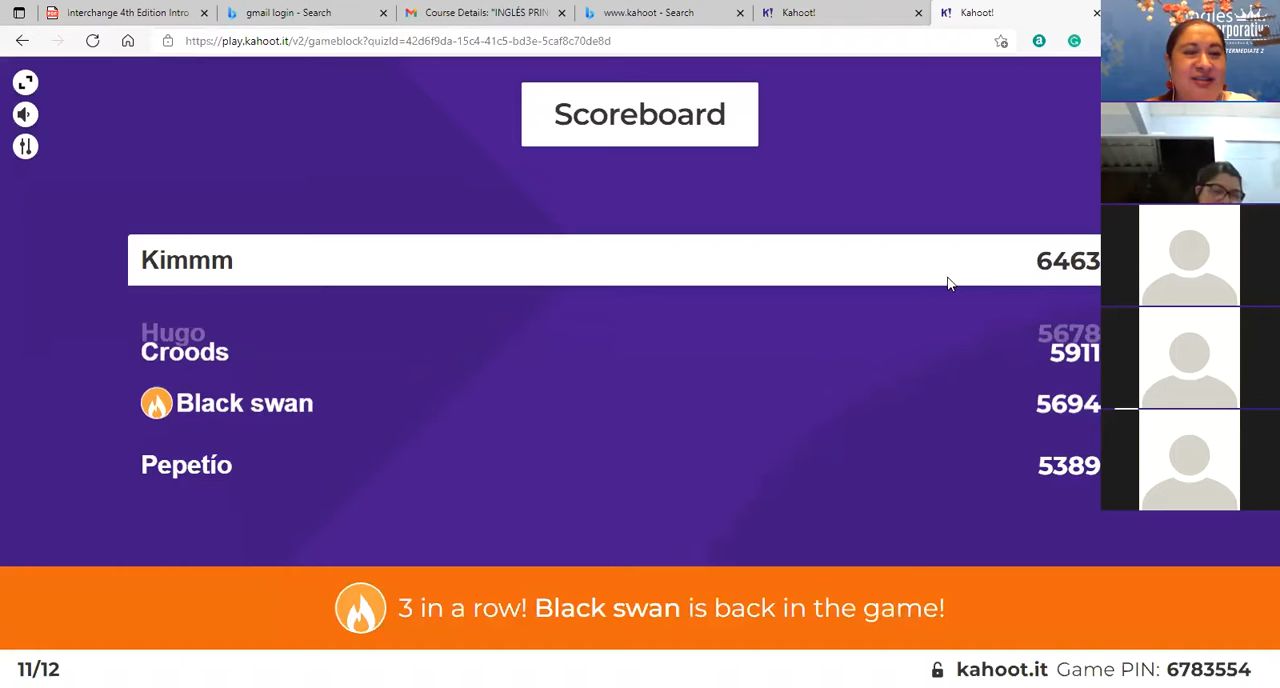 interchange 4th Edition Intro
gmail login - Search
Course Details: "INGLÉS PRIN
www.kahoot - Search
Kahoot!
Kahoot!
https://play.kahoot.it/v2/gameblock?quizId=42d6f9da-15c4-41c5-bd3e-5caf8c70de8d
Scoreboard
Kimmm 6463
Hugo 5678
Croods 5911
Black swan 5694
Pepetío 5389
3 in a row! Black swan is back in the game!
11/12
kahoot.it Game PIN: 6783554